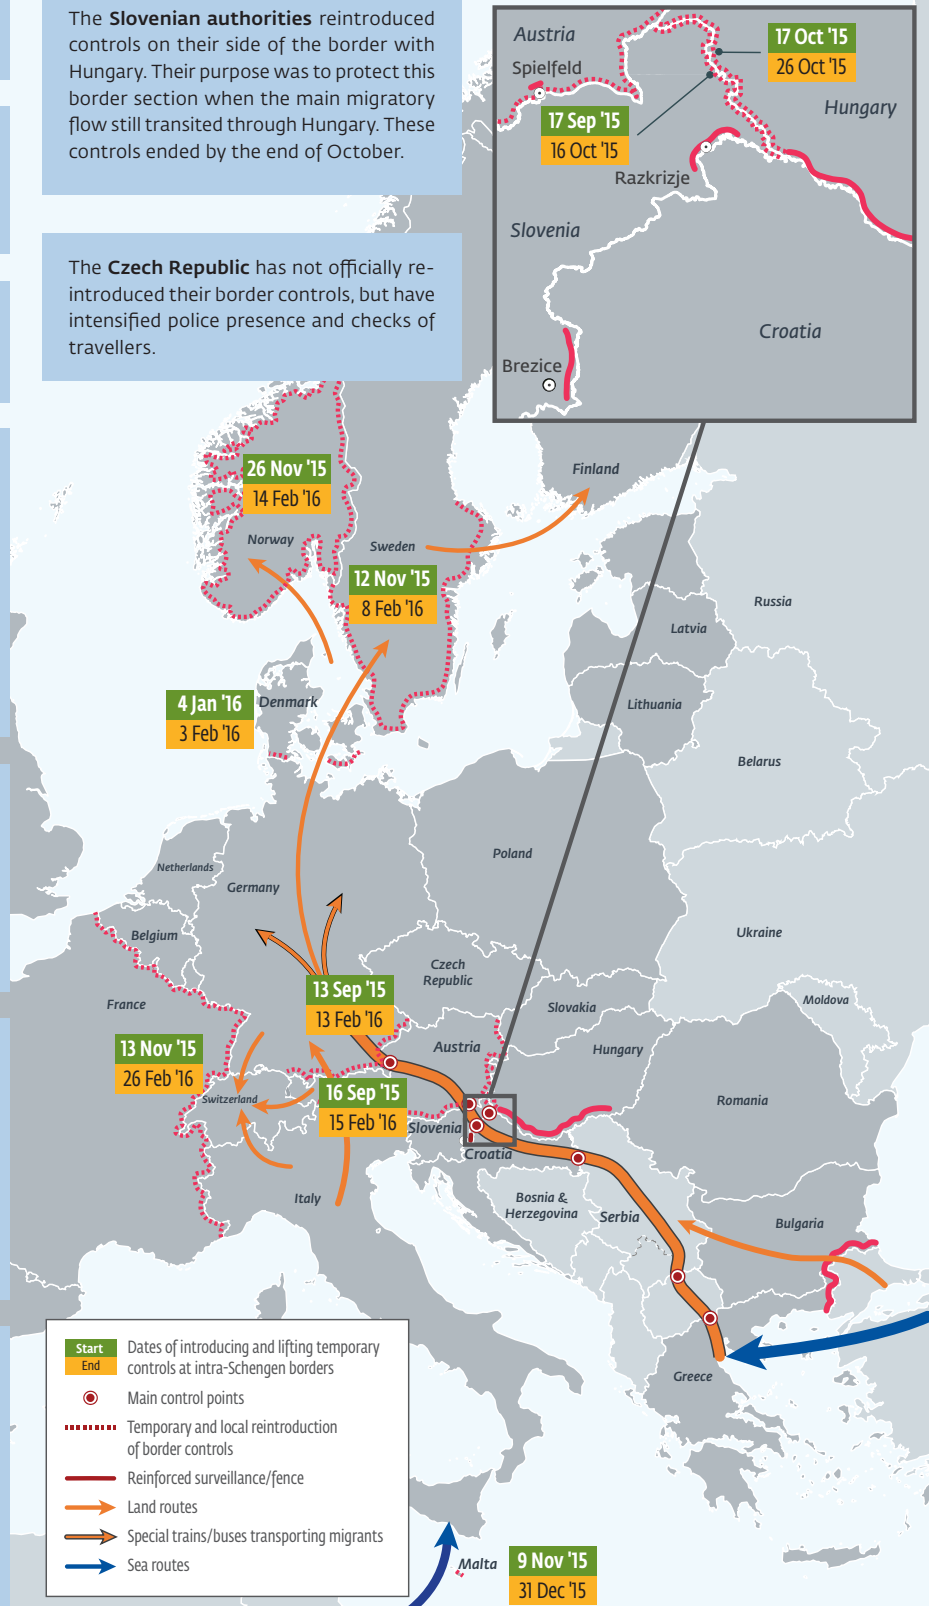 The Slovenian authorities reintroduced
controls on their side of the border with
Hungary. Their purpose was to protect this
border section when the main migratory
flow still transited through Hungary. These
controls ended by the end of October.
The Czech Republic has not officially re-
introduced their border controls, but have
intensified police presence and checks of
travellers.
Austria
17 Oct '15
26 Oct '15
Spielfeld
Hungary
17 Sep '15
16 Oct '15
Razkrizje
Slovenia
Croatia
Brezice
26 Nov '15
14 Feb '16
Finland
Norway
Sweden
12 Nov '15
8 Feb '16
Russia
Latvia
4 Jan '16
3 Feb '16
Denmark
Lithuania
Belarus
Poland
Netherlands
Germany
Belgium
Ukraine
Czech
Republic
France
13 Sep '15
13 Feb '16
Slovakia
Moldova
13 Nov '15
26 Feb '16
Austria
Hungary
Switzerland
16 Sep '15
15 Feb '16
Romania
Slovenia
Croatia
Italy
Bosnia &
Herzegovina
Serbia
Bulgaria
Greece
Start
End
Dates of introducing and lifting temporary
controls at intra-Schengen borders
Main control points
Temporary and local reintroduction
of border controls
Reinforced surveillance/fence
Land routes
Special trains/buses transporting migrants
Sea routes
Malta
9 Nov '15
31 Dec '15